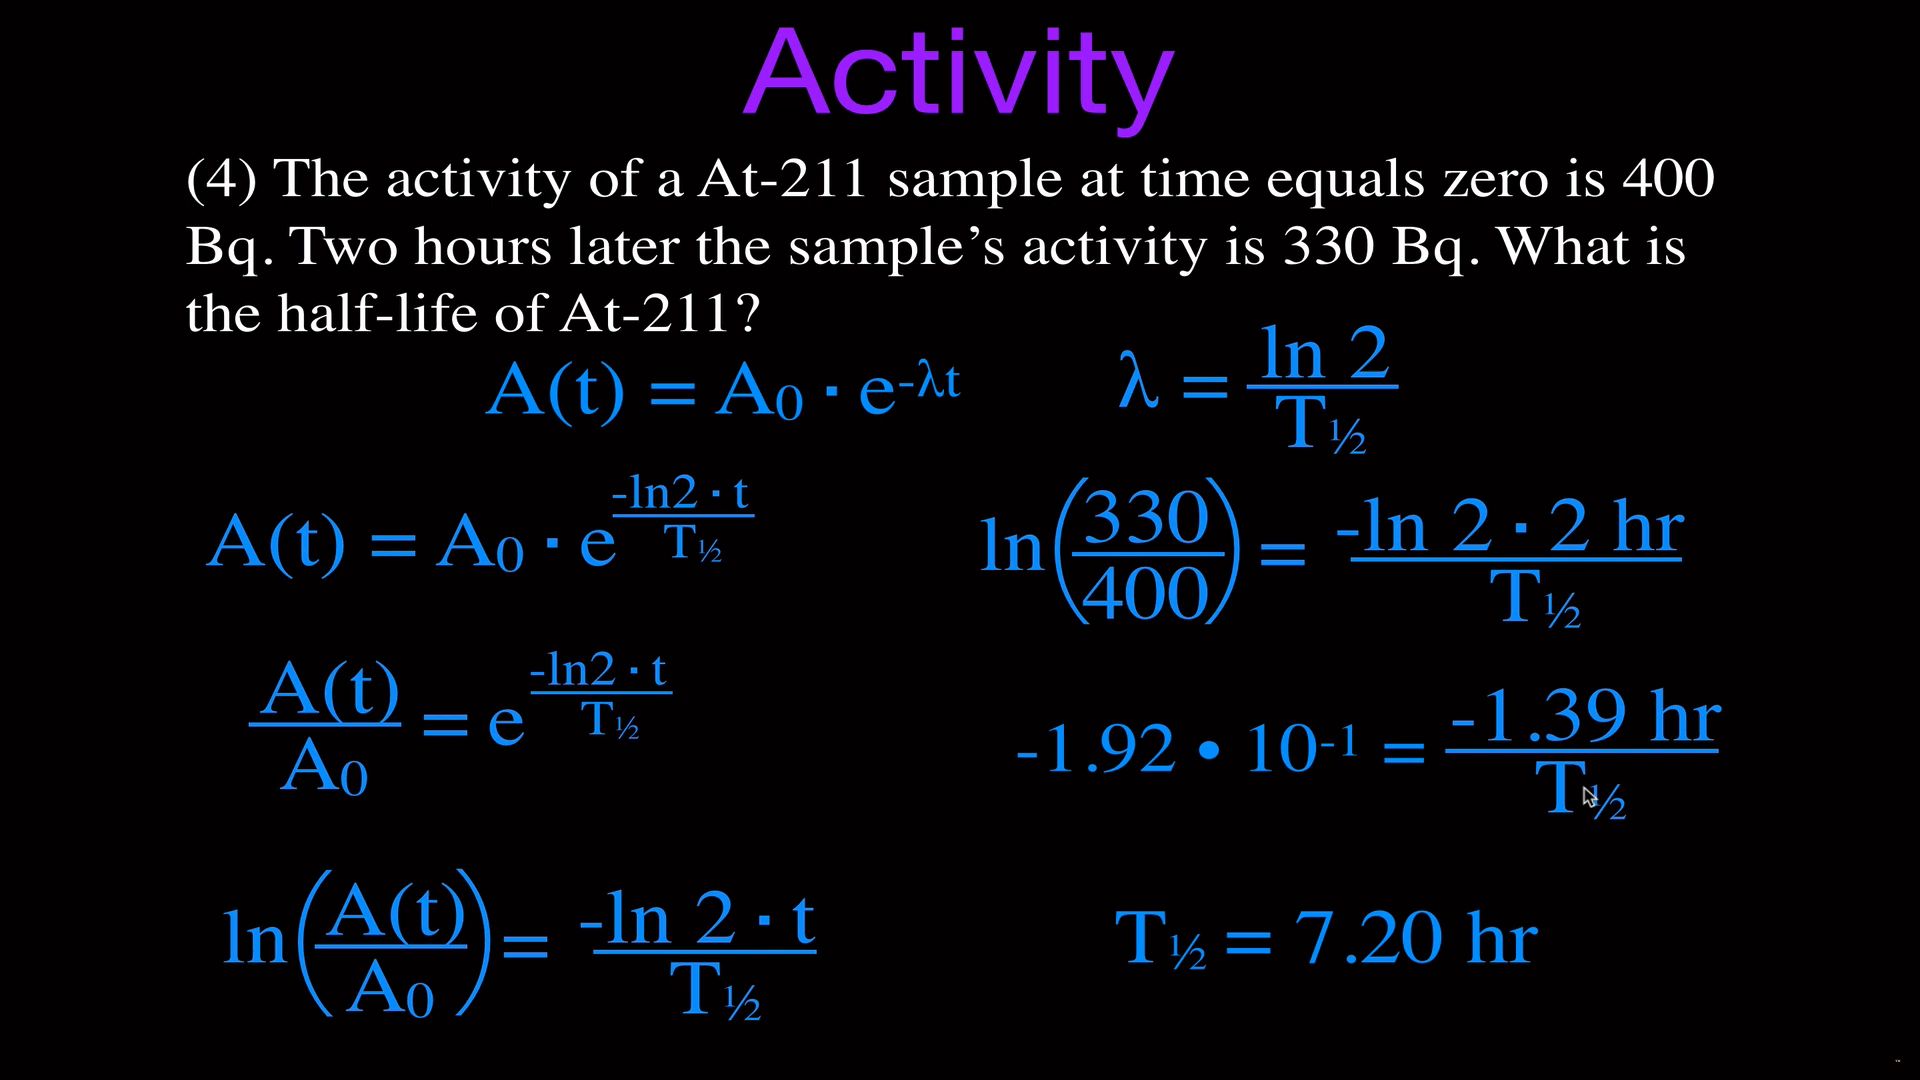 Activity
(4) The activity of a At-211 sample at time equals zero is 400
Bq. Two hours later the sample’s activity is 330 Bq. What is
the half-life of At-211?
A(t) = A₀ · e^(-λt)
λ = ln 2 / T½
A(t) = A₀ · e^(-ln2 · t / T½)
A(t) / A₀ = e^(-ln2 · t / T½)
ln(A(t) / A₀) = -ln 2 · t / T½
ln(330 / 400) = -ln 2 · 2 hr / T½
-1.92 • 10⁻¹ = -1.39 hr / T½
T½ = 7.20 hr